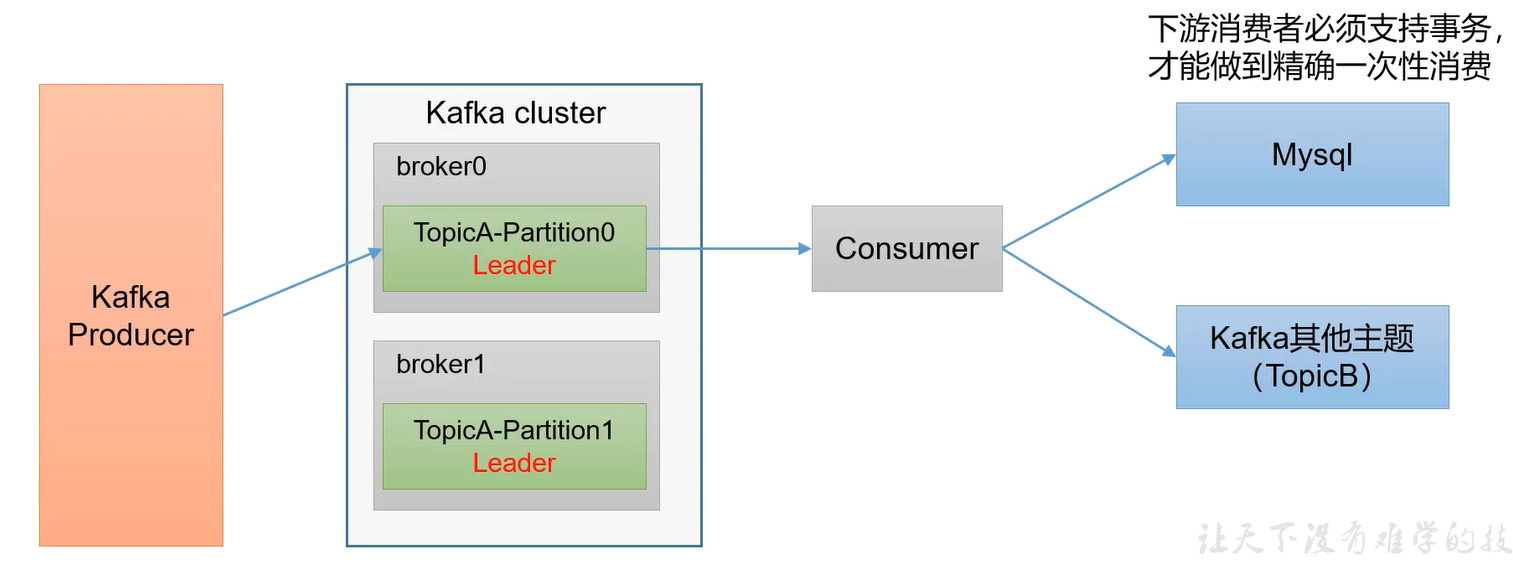 下游消费者必须支持事务，
才能做到精确一次性消费
Kafka cluster
broker0
TopicA-Partition0
Leader
broker1
TopicA-Partition1
Leader
Kafka
Producer
Consumer
Mysql
Kafka其他主题
（TopicB）
让天下没有难学的技